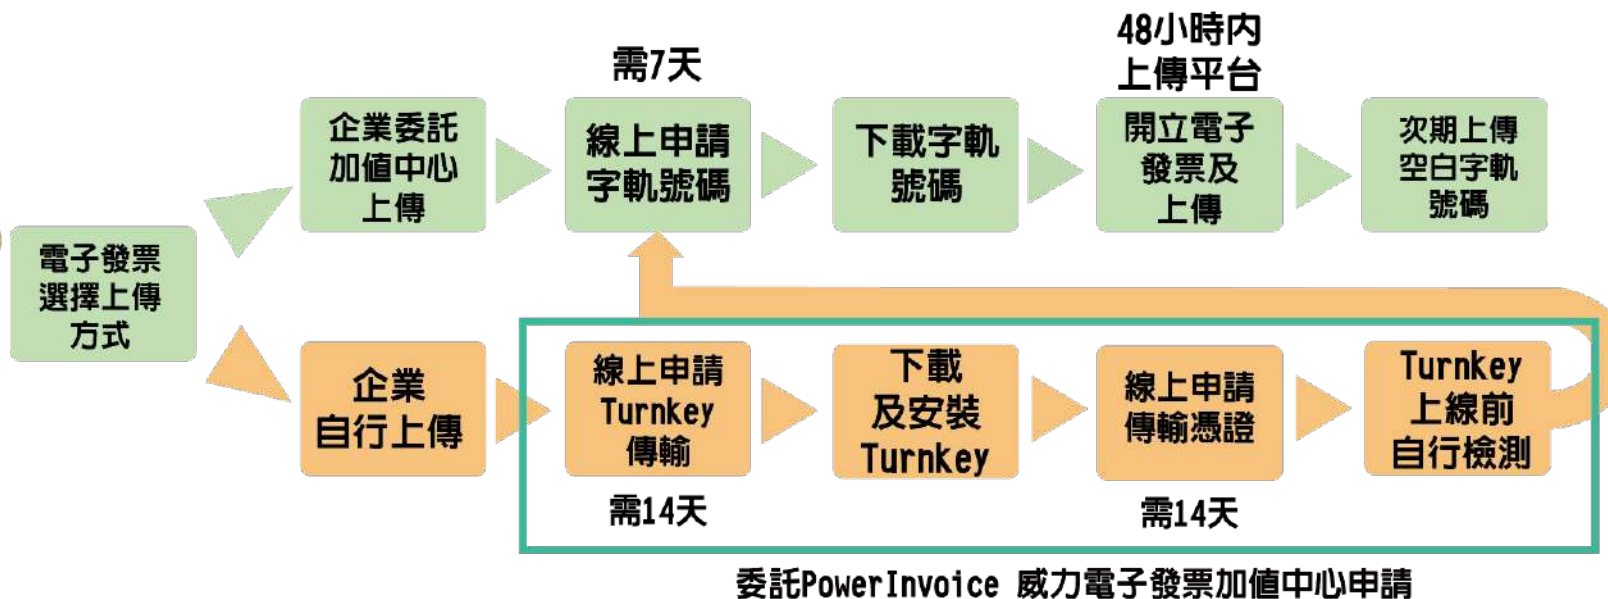 48小時內
上傳平台
需7天
企業委託
加值中心
上傳
線上申請
字軌號碼
下載字軌
號碼
開立電子
發票及
上傳
次期上傳
空白字軌
號碼
電子發票
選擇上傳
方式
企業
自行上傳
線上申請
Turnkey
傳輸
下載
及安裝
Turnkey
線上申請
傳輸憑證
Turnkey
上線前
自行檢測
需14天
需14天
委託PowerInvoice 威力電子發票加值中心申請